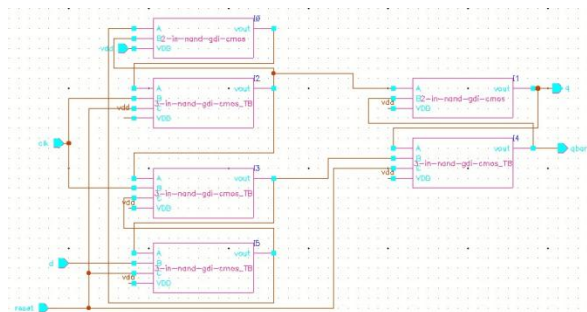 I0
A
vout
B
2-in-nand-gdi-cmos
vdd
VDD
I2
A
vout
B
C
3-in-nand-gdi-cmos_TB
vdd
VDD
I1
A
vout
q
B
2-in-nand-gdi-cmos
vdd
VDD
clk
I4
A
vout
qbar
B
C
3-in-nand-gdi-cmos_TB
vdd
VDD
I3
A
vout
B
C
3-in-nand-gdi-cmos_TB
vdd
VDD
I5
A
vout
d
B
C
3-in-nand-gdi-cmos_TB
vdd
VDD
reset